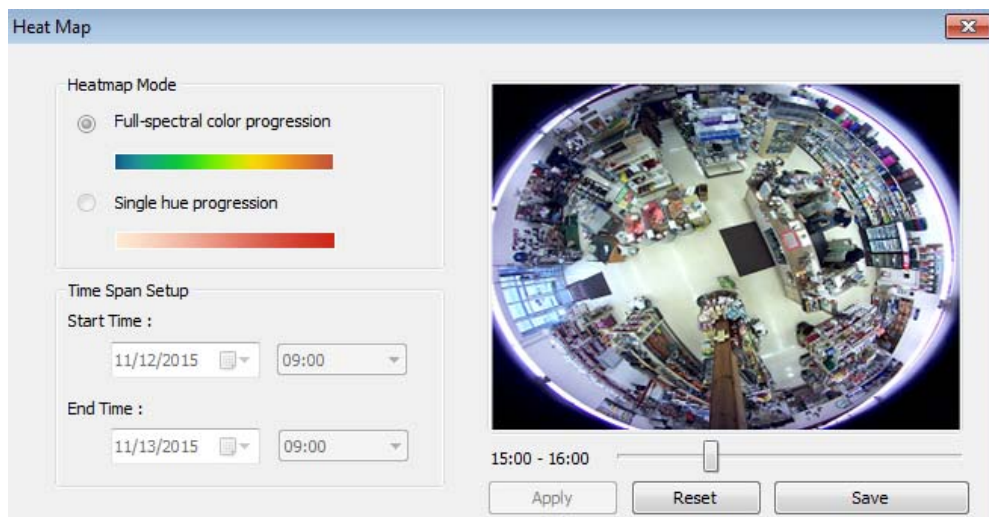 Heat Map
Heatmap Mode
Full-spectral color progression
Single hue progression
Time Span Setup
Start Time :
11/12/2015 09:00
End Time :
11/13/2015 09:00
15:00 - 16:00
Apply Reset Save